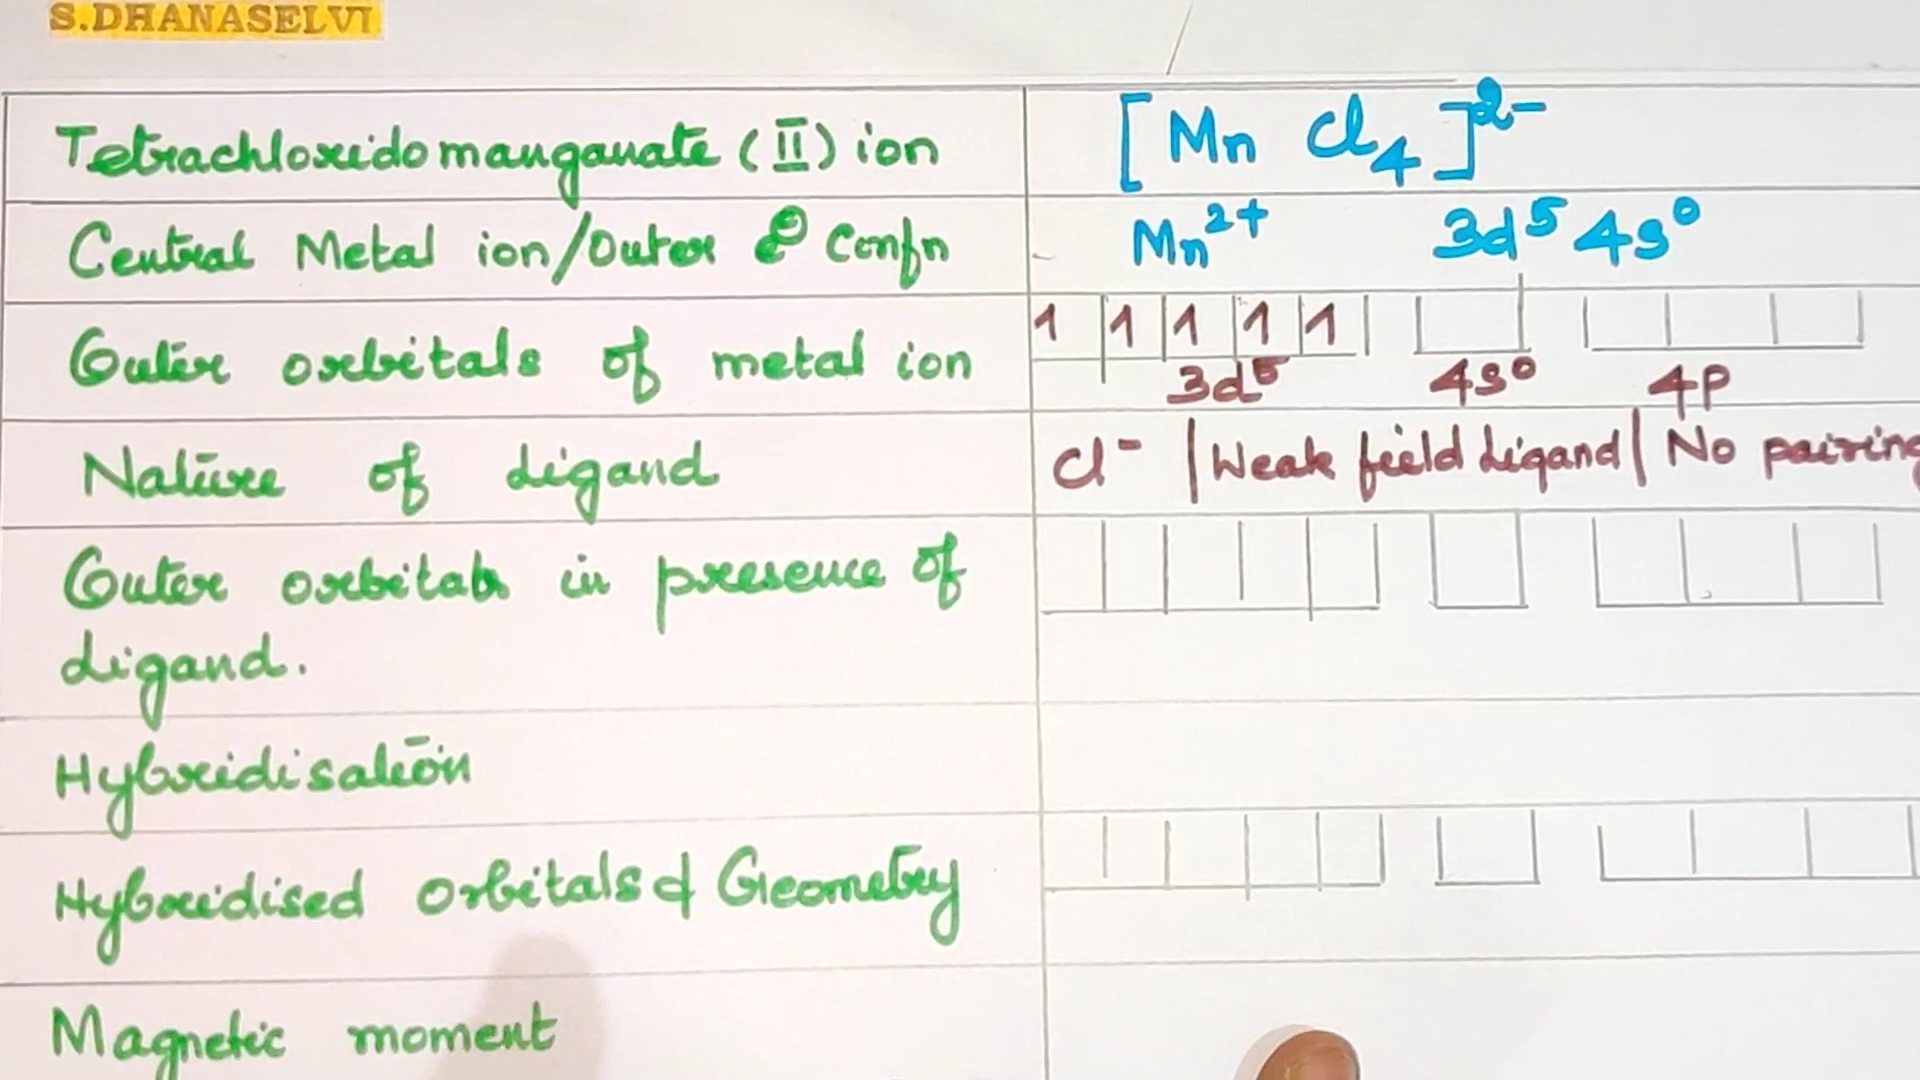 S.DHANASELVI
Tetrachloridomanganate (II) ion [Mn Cl4]2-
Central Metal ion/Outer e⊖ Confn Mn2+ 3d5 4s0
Outer orbitals of metal ion 1 1 1 1 1
3d5 4s0 4p
Nature of Ligand Cl- | Weak field Ligand | No pairing
Outer orbitals in presence of
Ligand.
Hybridisation
Hybridised Orbitals & Geometry
Magnetic moment